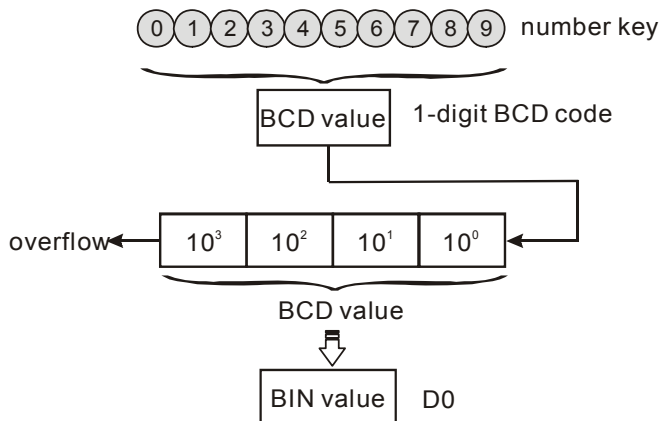 0 1 2 3 4 5 6 7 8 9 number key
BCD value 1-digit BCD code
overflow 10³ 10² 10¹ 10⁰
BCD value
BIN value D0